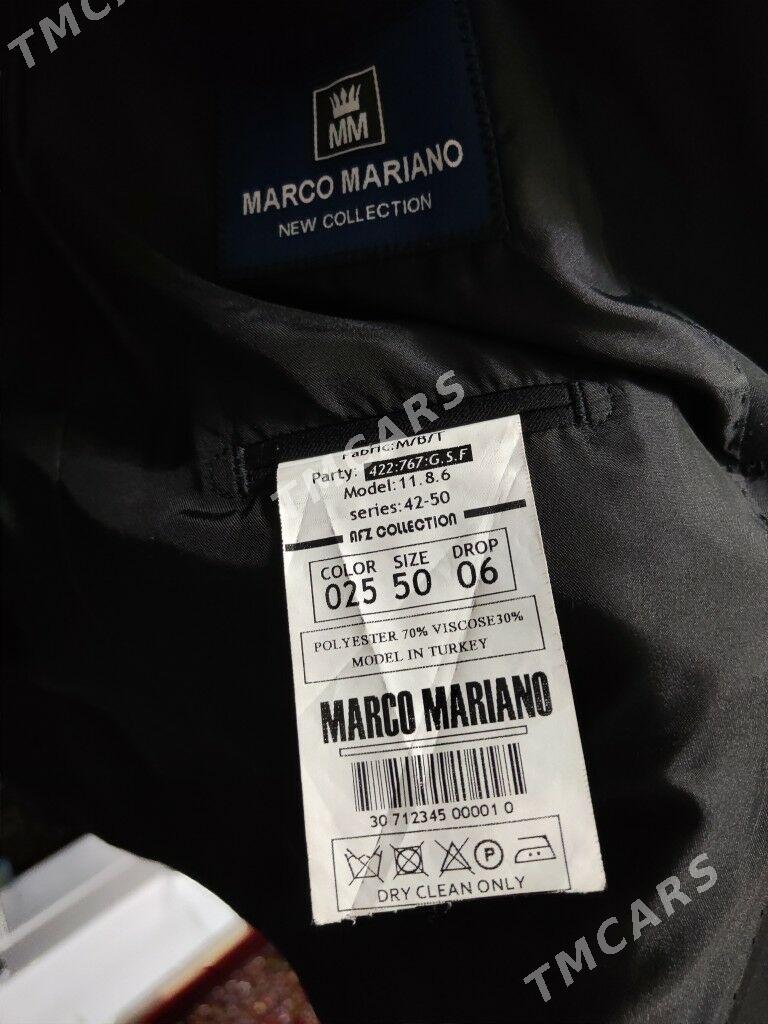 TMCARS
MM
MARCO MARIANO
NEW COLLECTION
TMCARS
Fabric:M/B/T
Party: 422:767:G.S.F
Model:11.8.6
series:42-50
AFZ COLLECTION
COLOR SIZE DROP
025 50 06
POLYESTER 70% VISCOSE30%
MODEL IN TURKEY
MARCO MARIANO
30 712345 00001 0
P
DRY CLEAN ONLY
TMCARS